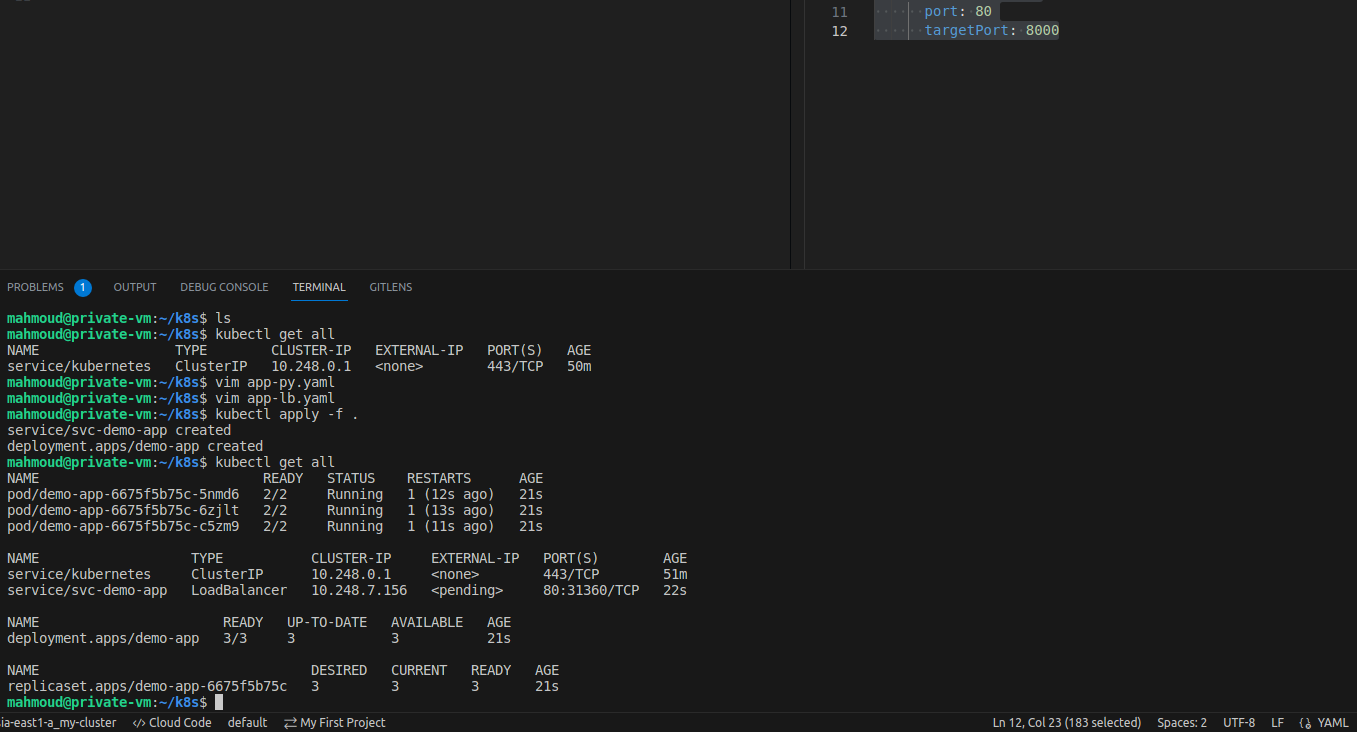 11 port: 80
12 targetPort: 8000
PROBLEMS 1 OUTPUT DEBUG CONSOLE TERMINAL GITLENS
mahmoud@private-vm:~/k8s$ ls
mahmoud@private-vm:~/k8s$ kubectl get all
NAME TYPE CLUSTER-IP EXTERNAL-IP PORT(S) AGE
service/kubernetes ClusterIP 10.248.0.1 <none> 443/TCP 50m
mahmoud@private-vm:~/k8s$ vim app-py.yaml
mahmoud@private-vm:~/k8s$ vim app-lb.yaml
mahmoud@private-vm:~/k8s$ kubectl apply -f .
service/svc-demo-app created
deployment.apps/demo-app created
mahmoud@private-vm:~/k8s$ kubectl get all
NAME READY STATUS RESTARTS AGE
pod/demo-app-6675f5b75c-5nmd6 2/2 Running 1 (12s ago) 21s
pod/demo-app-6675f5b75c-6zjlt 2/2 Running 1 (13s ago) 21s
pod/demo-app-6675f5b75c-c5zm9 2/2 Running 1 (11s ago) 21s
NAME TYPE CLUSTER-IP EXTERNAL-IP PORT(S) AGE
service/kubernetes ClusterIP 10.248.0.1 <none> 443/TCP 51m
service/svc-demo-app LoadBalancer 10.248.7.156 <pending> 80:31360/TCP 22s
NAME READY UP-TO-DATE AVAILABLE AGE
deployment.apps/demo-app 3/3 3 3 21s
NAME DESIRED CURRENT READY AGE
replicaset.apps/demo-app-6675f5b75c 3 3 3 21s
mahmoud@private-vm:~/k8s$
ia-east1-a_my-cluster </> Cloud Code default My First Project Ln 12, Col 23 (183 selected) Spaces: 2 UTF-8 LF YAML